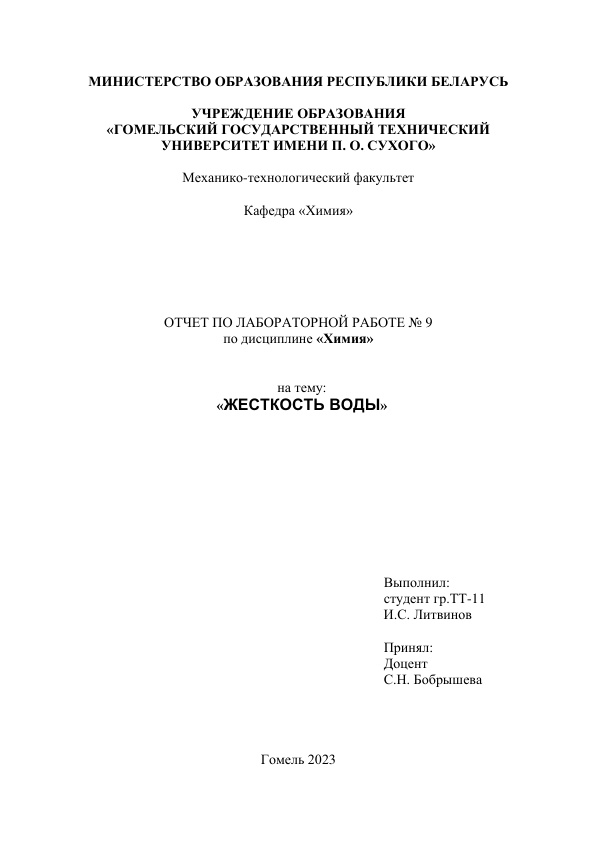 МИНИСТЕРСТВО ОБРАЗОВАНИЯ РЕСПУБЛИКИ БЕЛАРУСЬ
УЧРЕЖДЕНИЕ ОБРАЗОВАНИЯ
«ГОМЕЛЬСКИЙ ГОСУДАРСТВЕННЫЙ ТЕХНИЧЕСКИЙ
УНИВЕРСИТЕТ ИМЕНИ П. О. СУХОГО»
Механико-технологический факультет
Кафедра «Химия»
ОТЧЕТ ПО ЛАБОРАТОРНОЙ РАБОТЕ № 9
по дисциплине «Химия»
на тему:
«ЖЕСТКОСТЬ ВОДЫ»
Выполнил:
студент гр.ТТ-11
И.С. Литвинов
Принял:
Доцент
С.Н. Бобрышева
Гомель 2023